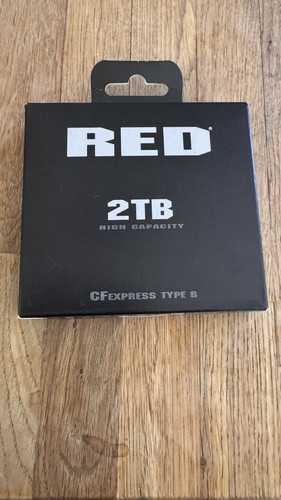 RED®
2TB
HIGH CAPACITY
CFEXPRESS TYPE B